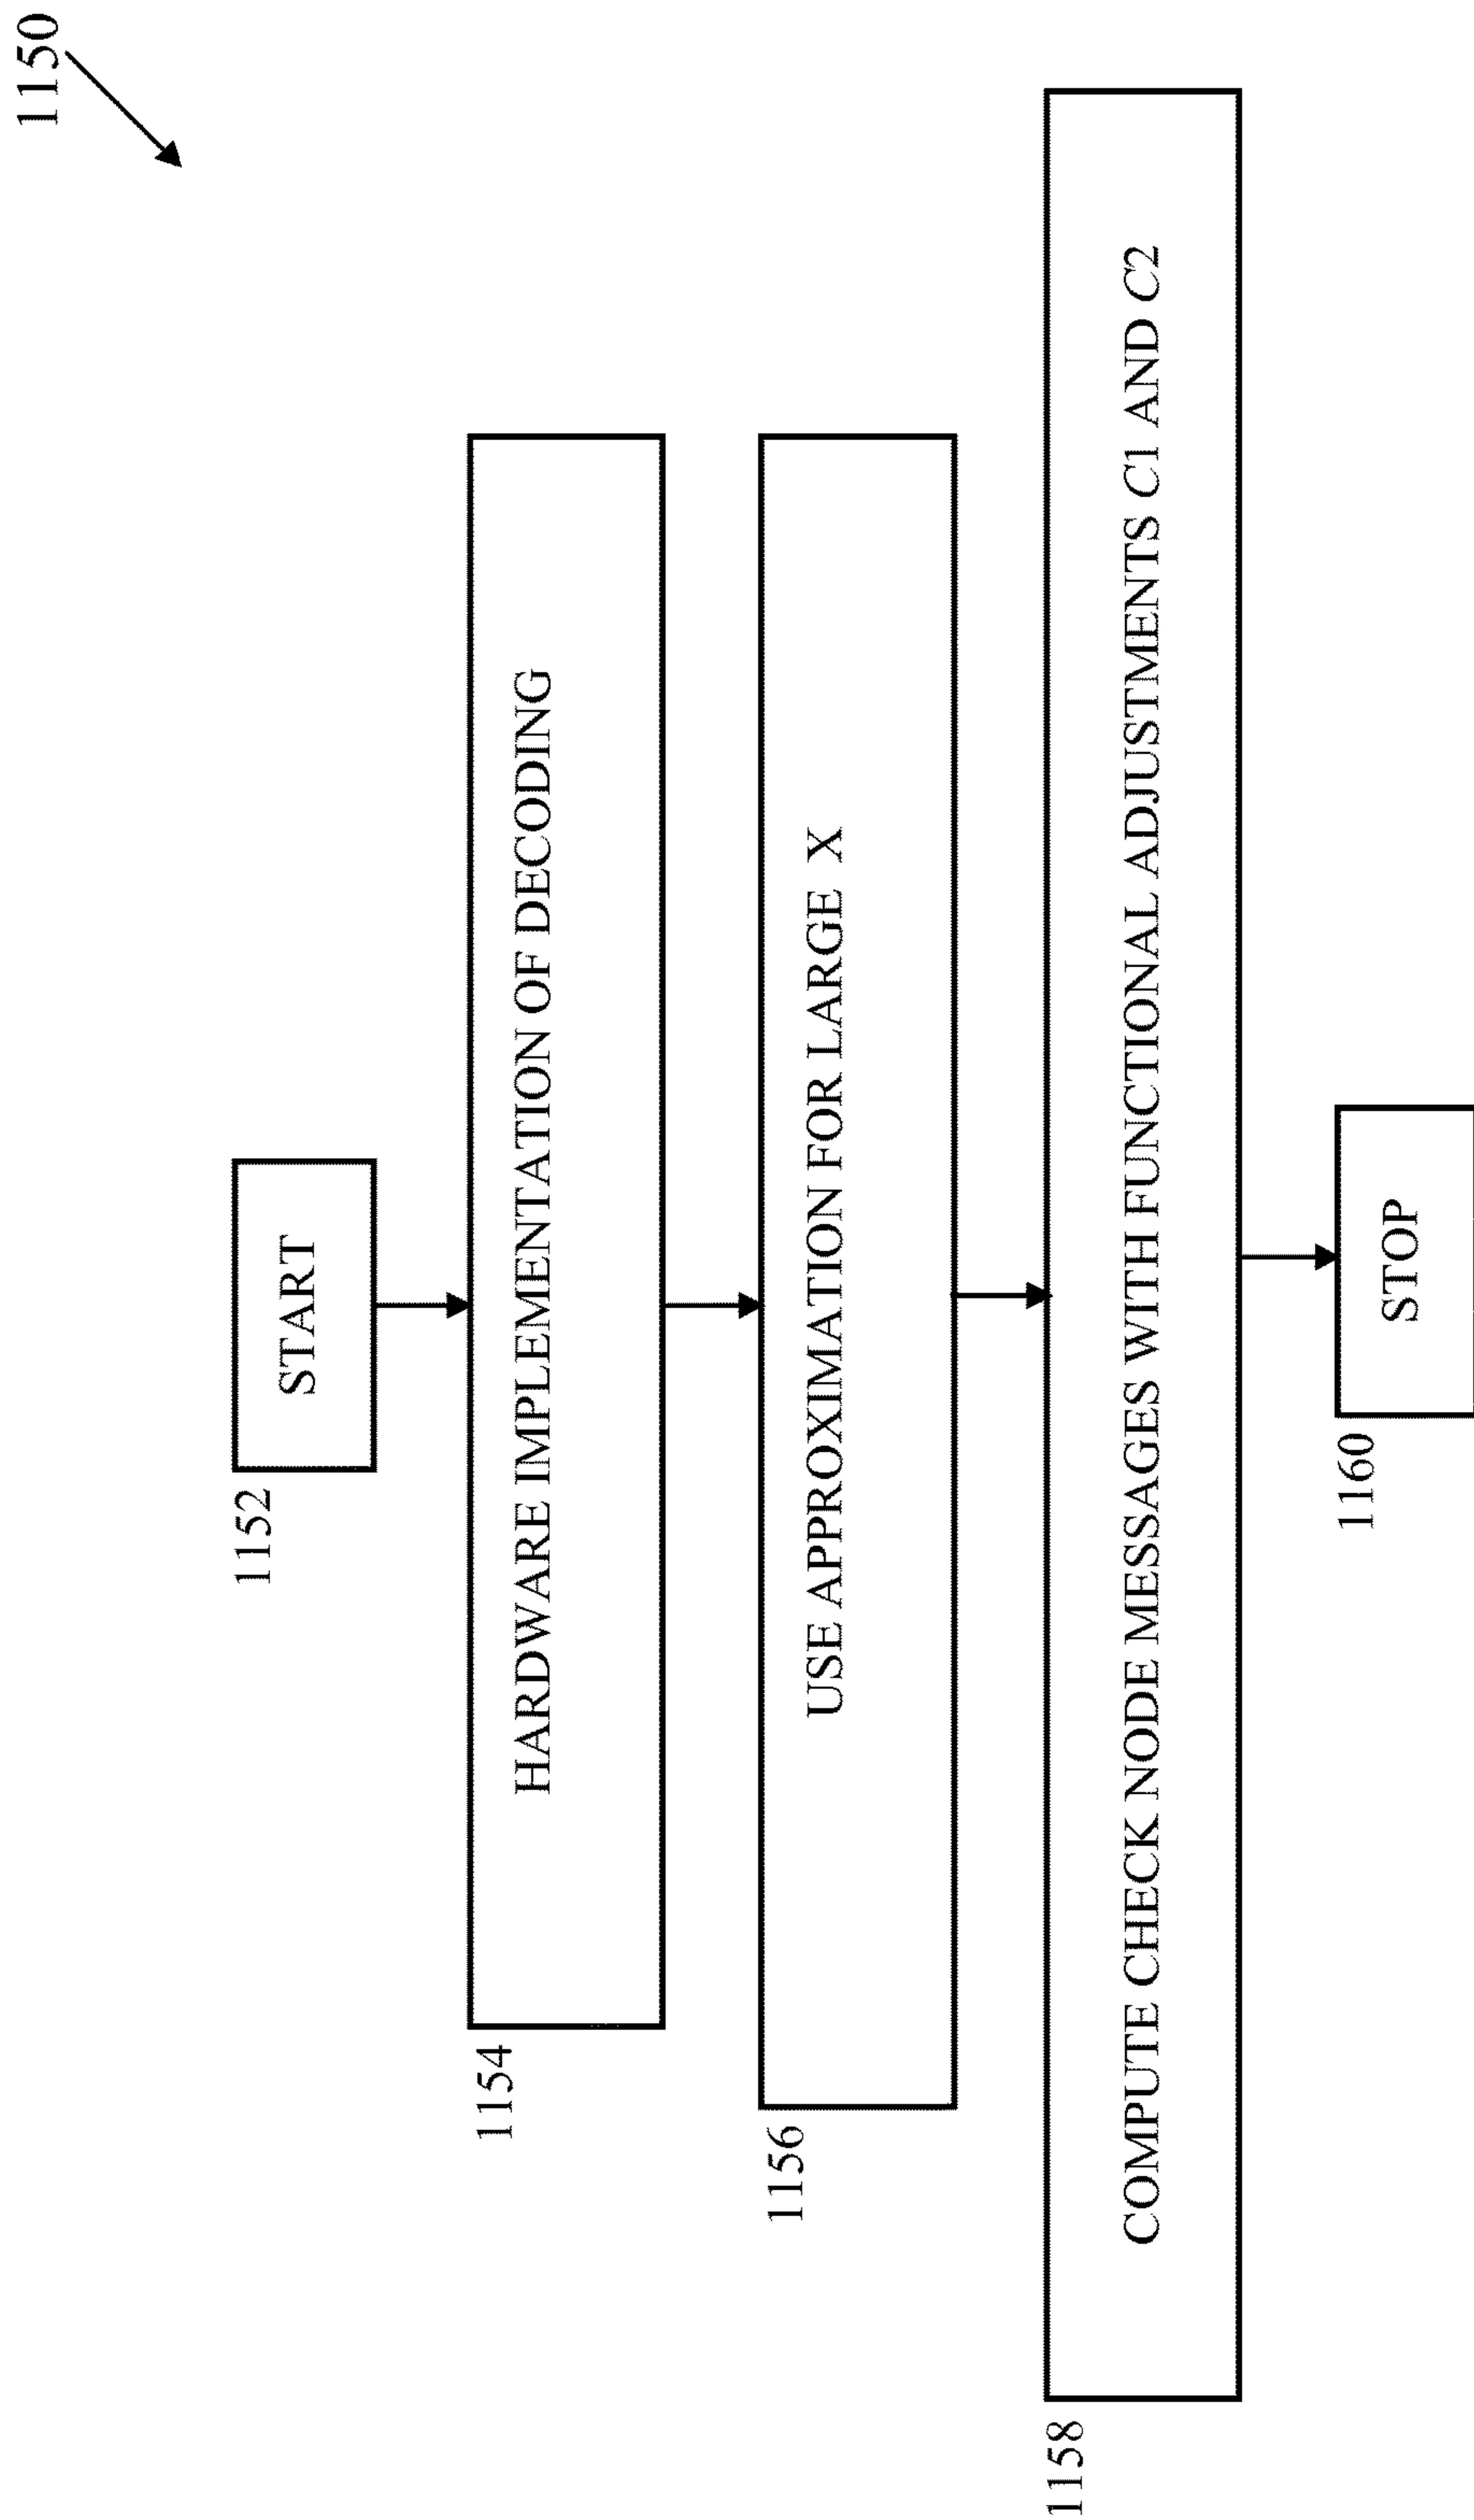 1150
1152
START
1154
HARDWARE IMPLEMENTATION OF DECODING
1156
USE APPROXIMATION FOR LARGE X
1158
COMPUTE CHECK NODE MESSAGES WITH FUNCTIONAL ADJUSTMENTS C1 AND C2
1160
STOP